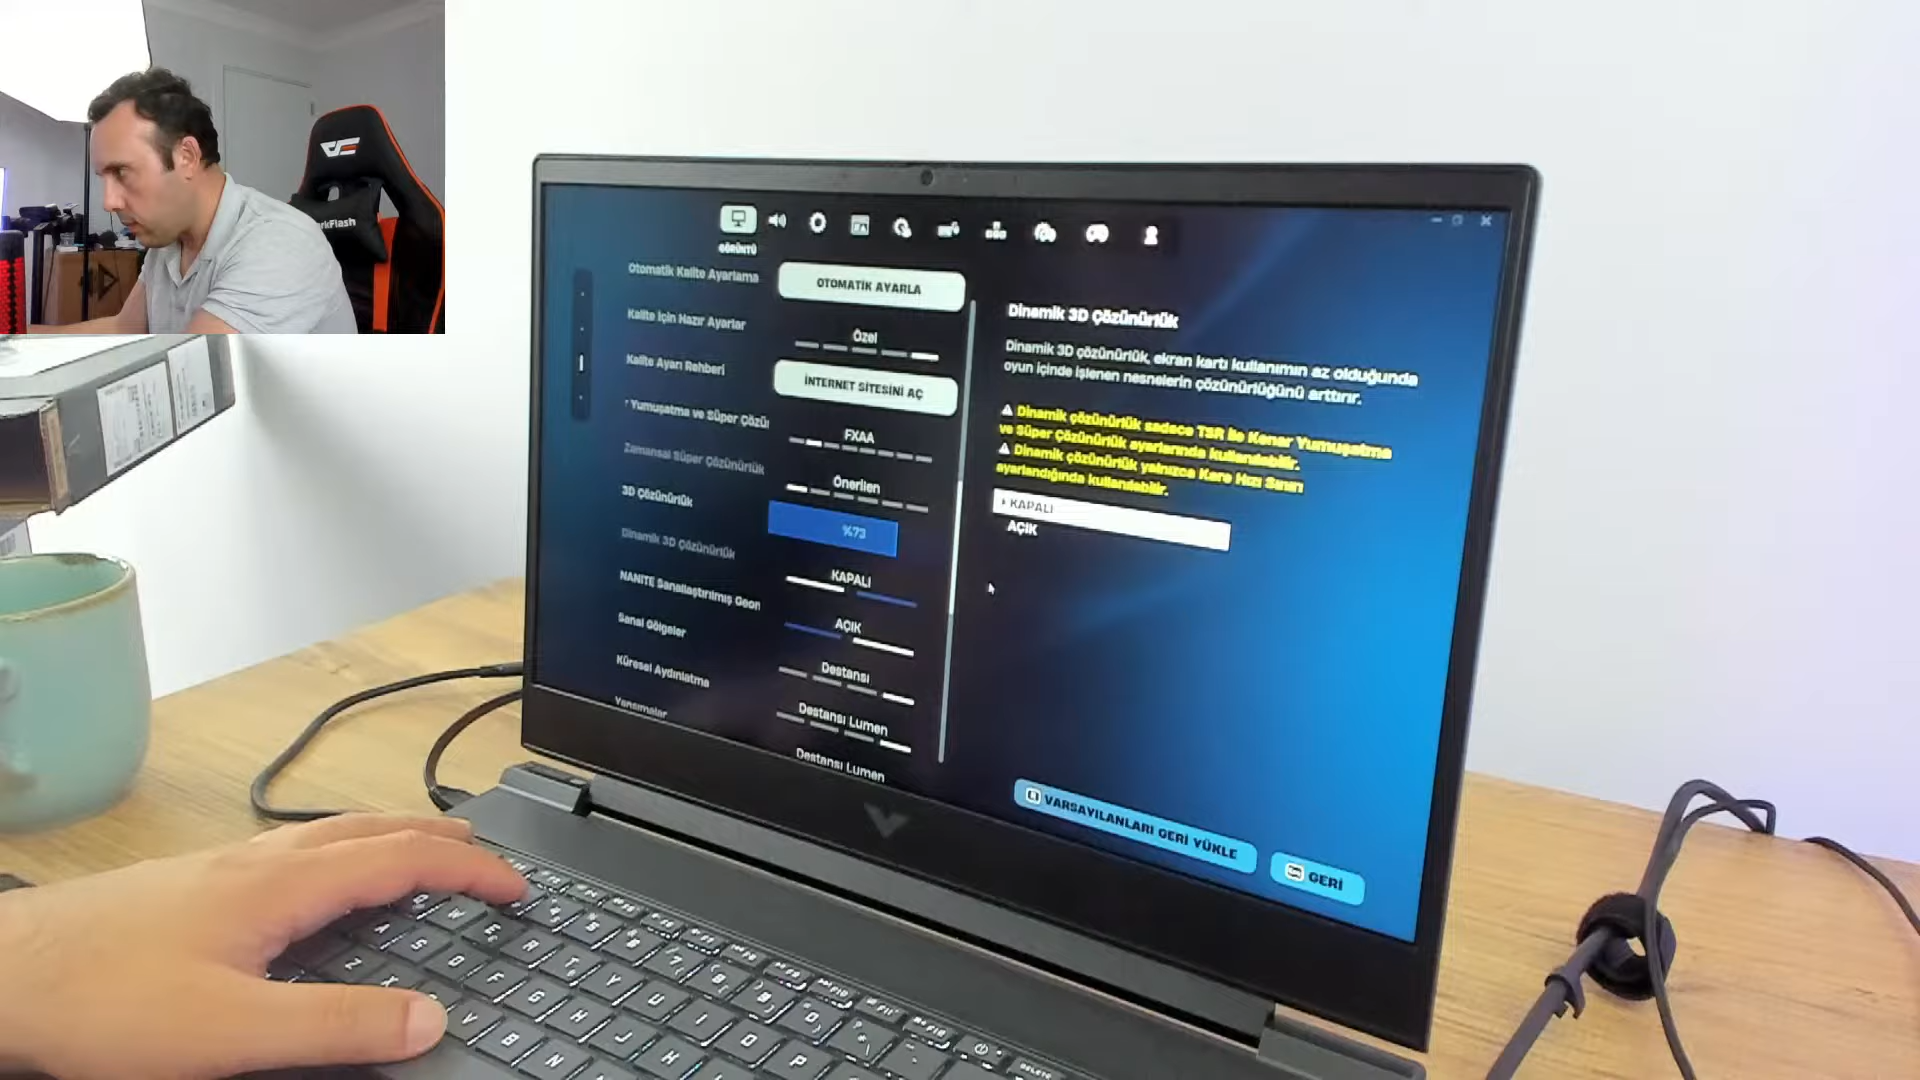 GÖRÜNTÜ
Otomatik Kalite Ayarlama
OTOMATİK AYARLA
Kalite İçin Hazır Ayarlar
Özel
Kalite Ayarı Rehberi
İNTERNET SİTESİNİ AÇ
Yumuşatma ve Süper Çözü
FXAA
Zamansal Süper Çözünürlük
Önerilen
3D Çözünürlük
%73
Dinamik 3D Çözünürlük
KAPALI
NANITE Sanallaştırılmış Geom
AÇIK
Sanal Gölgeler
Destansı
Küresel Aydınlatma
Destansı Lumen
Yansımalar
Destansı Lumen
Dinamik 3D Çözünürlük
Dinamik 3D çözünürlük, ekran kartı kullanımın az olduğunda
oyun içinde işlenen nesnelerin çözünürlüğünü arttırır.
Dinamik çözünürlük sadece TSR ile Kenar Yumuşatma
ve Süper Çözünürlük ayarlarında kullanılabilir.
Dinamik çözünürlük yalnızca Kare Hızı Sınırı
ayarlandığında kullanılabilir.
KAPALI
AÇIK
VARSAYILANLARI GERİ YÜKLE
GERİ
rkFlash
Q W E R T Y U I O P
A S D F G H J
Z X V B N
DELETE